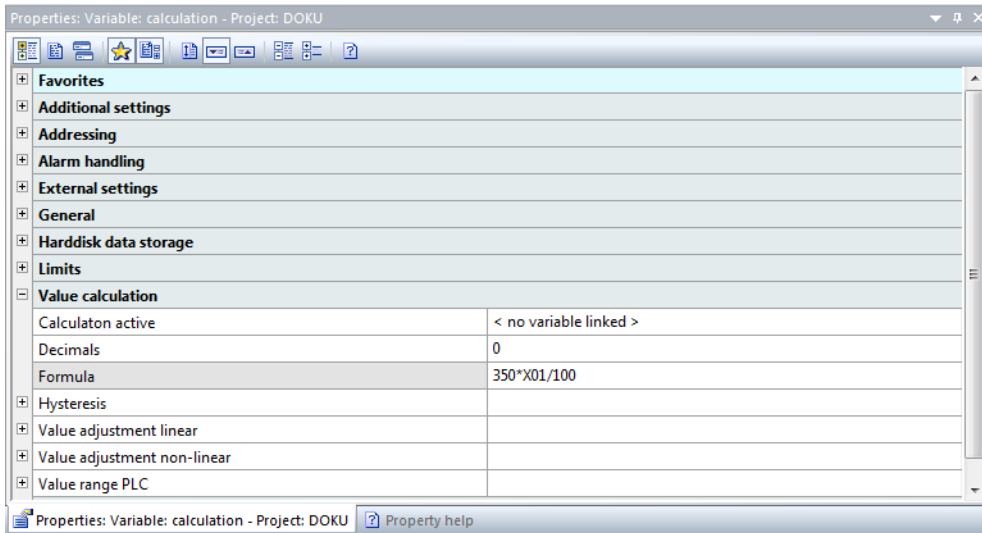 Properties: Variable: calculation - Project: DOKU
Favorites
Additional settings
Addressing
Alarm handling
External settings
General
Harddisk data storage
Limits
Value calculation
Calculaton active < no variable linked >
Decimals 0
Formula 350*X01/100
Hysteresis
Value adjustment linear
Value adjustment non-linear
Value range PLC
Properties: Variable: calculation - Project: DOKU Property help